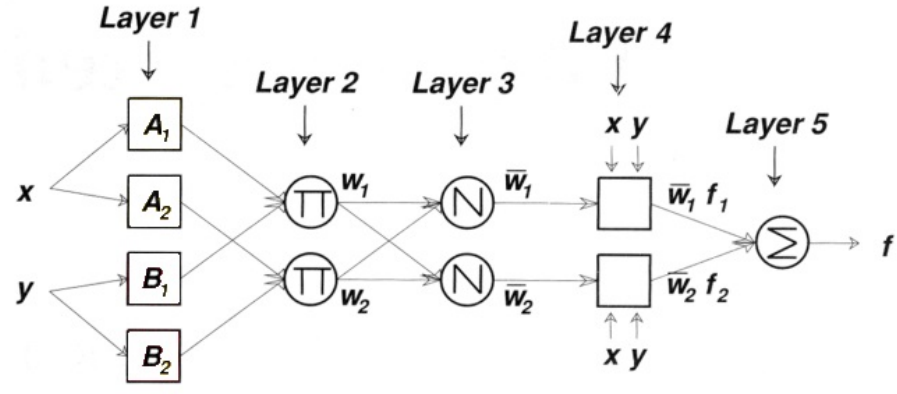 Layer 1
Layer 4
Layer 2 Layer 3
x y Layer 5
A₁
x A₂ Π w₁ N w̅₁ w̅₁ f₁
Σ f
y B₁ Π w₂ N w̅₂ w̅₂ f₂
B₂ x y